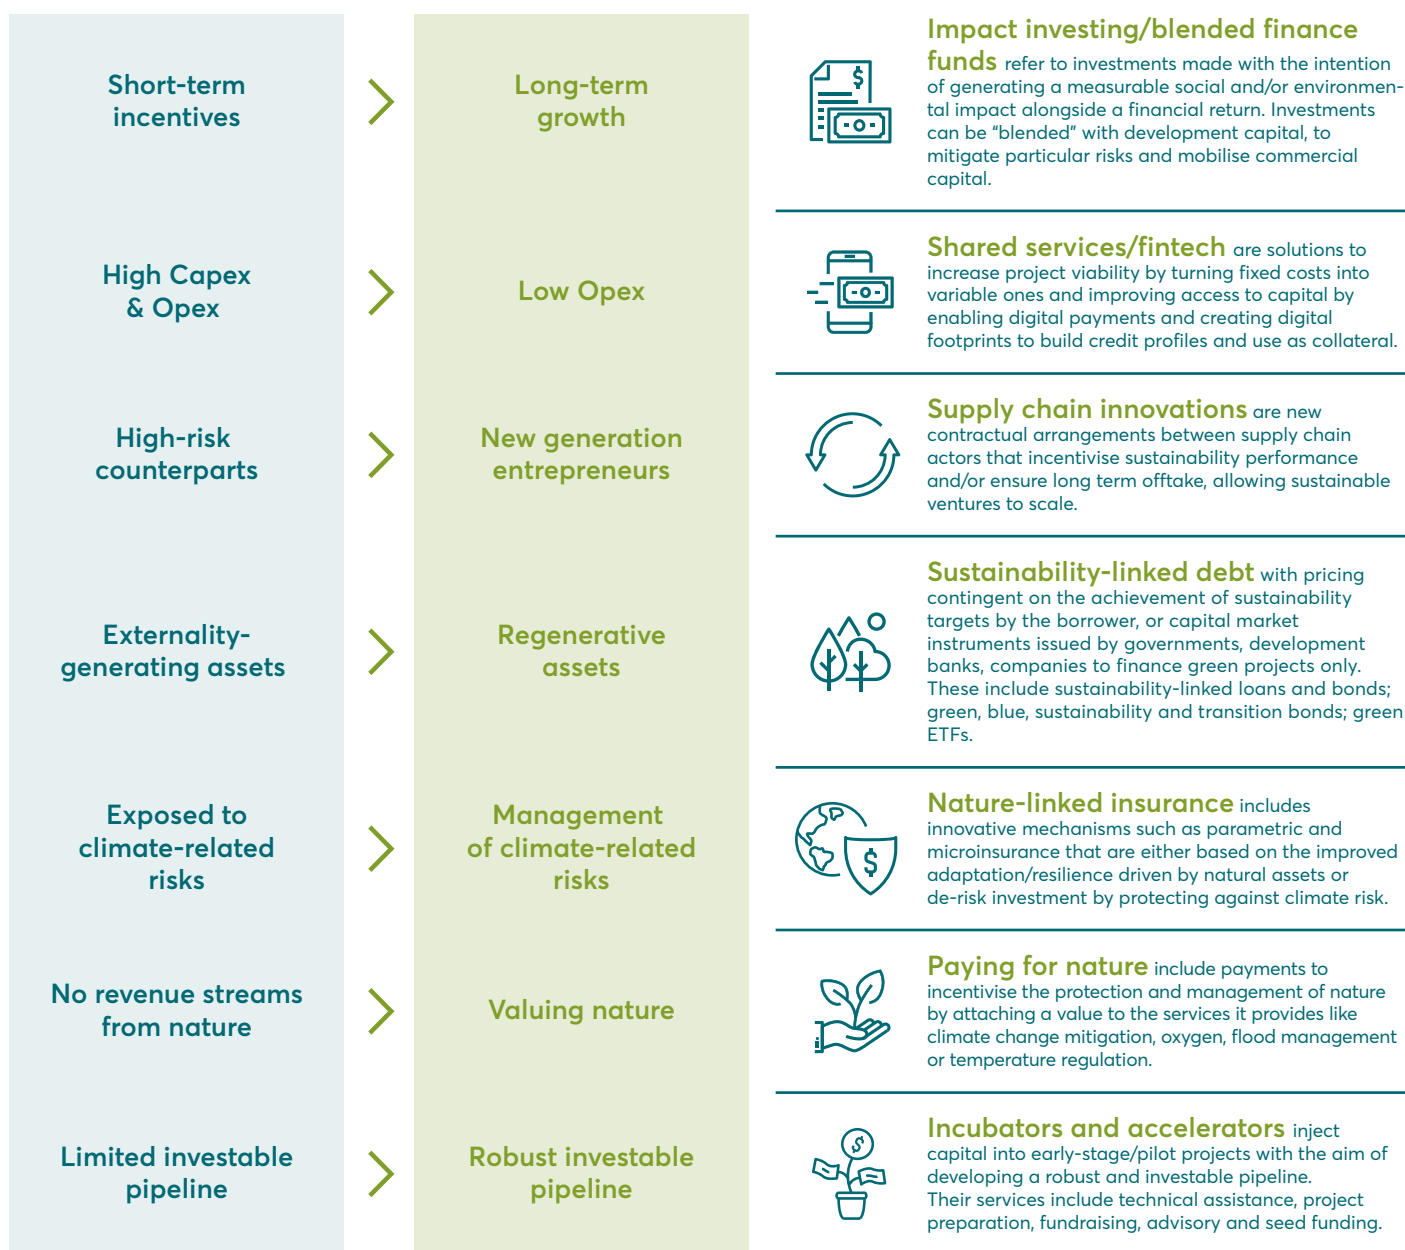 Short-term
incentives
Long-term
growth
Impact investing/blended finance
funds refer to investments made with the intention
of generating a measurable social and/or environmen-
tal impact alongside a financial return. Investments
can be "blended" with development capital, to
mitigate particular risks and mobilise commercial
capital.
High Capex
& Opex
Low Opex
Shared services/fintech are solutions to
increase project viability by turning fixed costs into
variable ones and improving access to capital by
enabling digital payments and creating digital
footprints to build credit profiles and use as collateral.
High-risk
counterparts
New generation
entrepreneurs
Supply chain innovations are new
contractual arrangements between supply chain
actors that incentivise sustainability performance
and/or ensure long term offtake, allowing sustainable
ventures to scale.
Externality-
generating assets
Regenerative
assets
Sustainability-linked debt with pricing
contingent on the achievement of sustainability
targets by the borrower, or capital market
instruments issued by governments, development
banks, companies to finance green projects only.
These include sustainability-linked loans and bonds;
green, blue, sustainability and transition bonds; green
ETFs.
Exposed to
climate-related
risks
Management
of climate-related
risks
Nature-linked insurance includes
innovative mechanisms such as parametric and
microinsurance that are either based on the improved
adaptation/resilience driven by natural assets or
de-risk investment by protecting against climate risk.
No revenue streams
from nature
Valuing nature
Paying for nature include payments to
incentivise the protection and management of nature
by attaching a value to the services it provides like
climate change mitigation, oxygen, flood management
or temperature regulation.
Limited investable
pipeline
Robust investable
pipeline
Incubators and accelerators inject
capital into early-stage/pilot projects with the aim of
developing a robust and investable pipeline.
Their services include technical assistance, project
preparation, fundraising, advisory and seed funding.